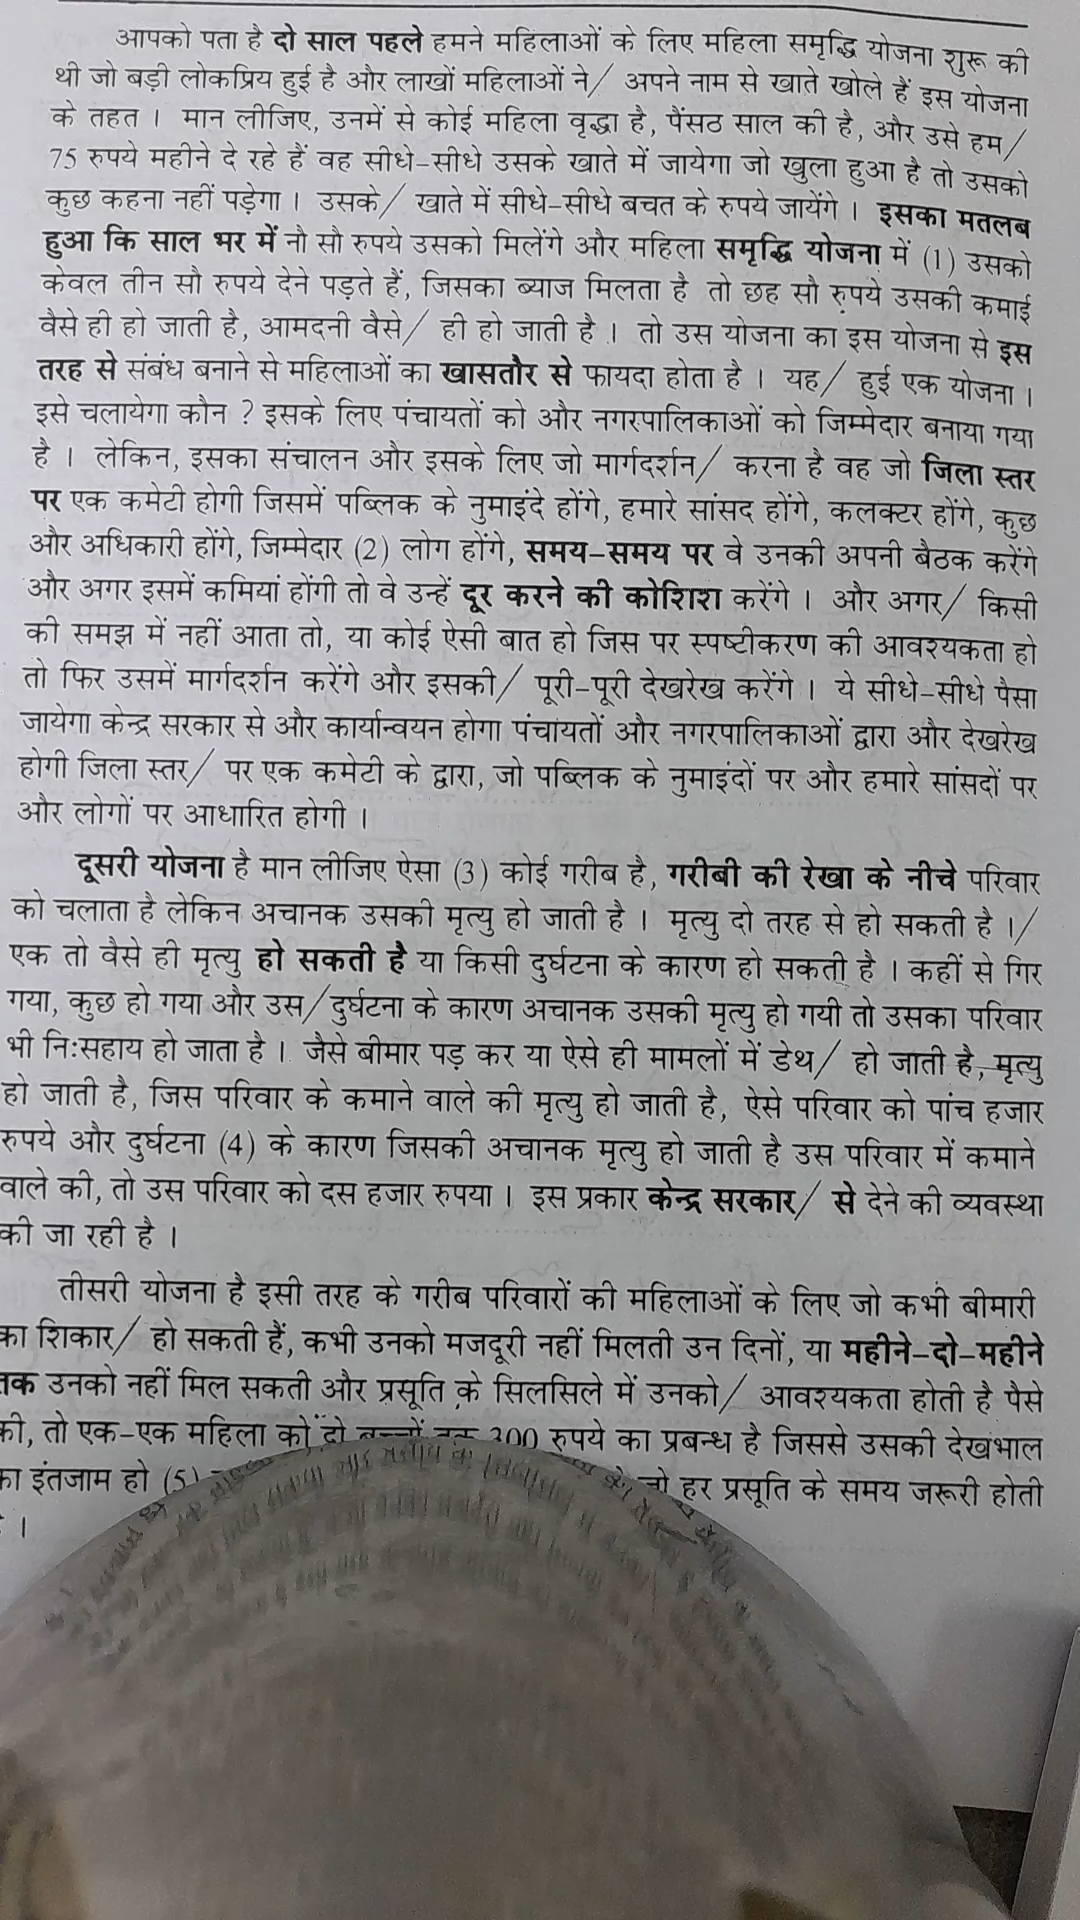 आपको पता है दो साल पहले हमने महिलाओं के लिए महिला समृद्धि योजना शुरू की
थी जो बड़ी लोकप्रिय हुई है और लाखों महिलाओं ने/ अपने नाम से खाते खोले हैं इस योजना
के तहत । मान लीजिए, उनमें से कोई महिला वृद्धा है, पैंसठ साल की है, और उसे हम/
75 रुपये महीने दे रहे हैं वह सीधे-सीधे उसके खाते में जायेगा जो खुला हुआ है तो उसको
कुछ कहना नहीं पड़ेगा । उसके/ खाते में सीधे-सीधे बचत के रुपये जायेंगे । इसका मतलब
हुआ कि साल भर में नौ सौ रुपये उसको मिलेंगे और महिला समृद्धि योजना में (1) उसको
केवल तीन सौ रुपये देने पड़ते हैं, जिसका ब्याज मिलता है तो छह सौ रुपये उसकी कमाई
वैसे ही हो जाती है, आमदनी वैसे/ ही हो जाती है । तो उस योजना का इस योजना से इस
तरह से संबंध बनाने से महिलाओं का खासतौर से फायदा होता है । यह/ हुई एक योजना ।
इसे चलायेगा कौन ? इसके लिए पंचायतों को और नगरपालिकाओं को जिम्मेदार बनाया गया
है । लेकिन, इसका संचालन और इसके लिए जो मार्गदर्शन/ करना है वह जो जिला स्तर
पर एक कमेटी होगी जिसमें पब्लिक के नुमाइंदे होंगे, हमारे सांसद होंगे, कलक्टर होंगे, कुछ
और अधिकारी होंगे, जिम्मेदार (2) लोग होंगे, समय-समय पर वे उनकी अपनी बैठक करेंगे
और अगर इसमें कमियां होंगी तो वे उन्हें दूर करने की कोशिश करेंगे । और अगर/ किसी
की समझ में नहीं आता तो, या कोई ऐसी बात हो जिस पर स्पष्टीकरण की आवश्यकता हो
तो फिर उसमें मार्गदर्शन करेंगे और इसकी/ पूरी-पूरी देखरेख करेंगे । ये सीधे-सीधे पैसा
जायेगा केन्द्र सरकार से और कार्यान्वयन होगा पंचायतों और नगरपालिकाओं द्वारा और देखरेख
होगी जिला स्तर/ पर एक कमेटी के द्वारा, जो पब्लिक के नुमाइंदों पर और हमारे सांसदों पर
और लोगों पर आधारित होगी ।
दूसरी योजना है मान लीजिए ऐसा (3) कोई गरीब है, गरीबी की रेखा के नीचे परिवार
को चलाता है लेकिन अचानक उसकी मृत्यु हो जाती है । मृत्यु दो तरह से हो सकती है ।/
एक तो वैसे ही मृत्यु हो सकती है या किसी दुर्घटना के कारण हो सकती है । कहीं से गिर
गया, कुछ हो गया और उस/ दुर्घटना के कारण अचानक उसकी मृत्यु हो गयी तो उसका परिवार
भी निःसहाय हो जाता है । जैसे बीमार पड़ कर या ऐसे ही मामलों में डेथ/ हो जाती है, मृत्यु
हो जाती है, जिस परिवार के कमाने वाले की मृत्यु हो जाती है, ऐसे परिवार को पांच हजार
रुपये और दुर्घटना (4) के कारण जिसकी अचानक मृत्यु हो जाती है उस परिवार में कमाने
वाले की, तो उस परिवार को दस हजार रुपया । इस प्रकार केन्द्र सरकार/ से देने की व्यवस्था
की जा रही है ।
तीसरी योजना है इसी तरह के गरीब परिवारों की महिलाओं के लिए जो कभी बीमारी
का शिकार/ हो सकती हैं, कभी उनको मजदूरी नहीं मिलती उन दिनों, या महीने-दो-महीने
तक उनको नहीं मिल सकती और प्रसूति के सिलसिले में उनको/ आवश्यकता होती है पैसे
की, तो एक-एक महिला को दो बच्चों तक 300 रुपये का प्रबन्ध है जिससे उसकी देखभाल
का इंतजाम हो (5) जो हर प्रसूति के समय जरूरी होती
।